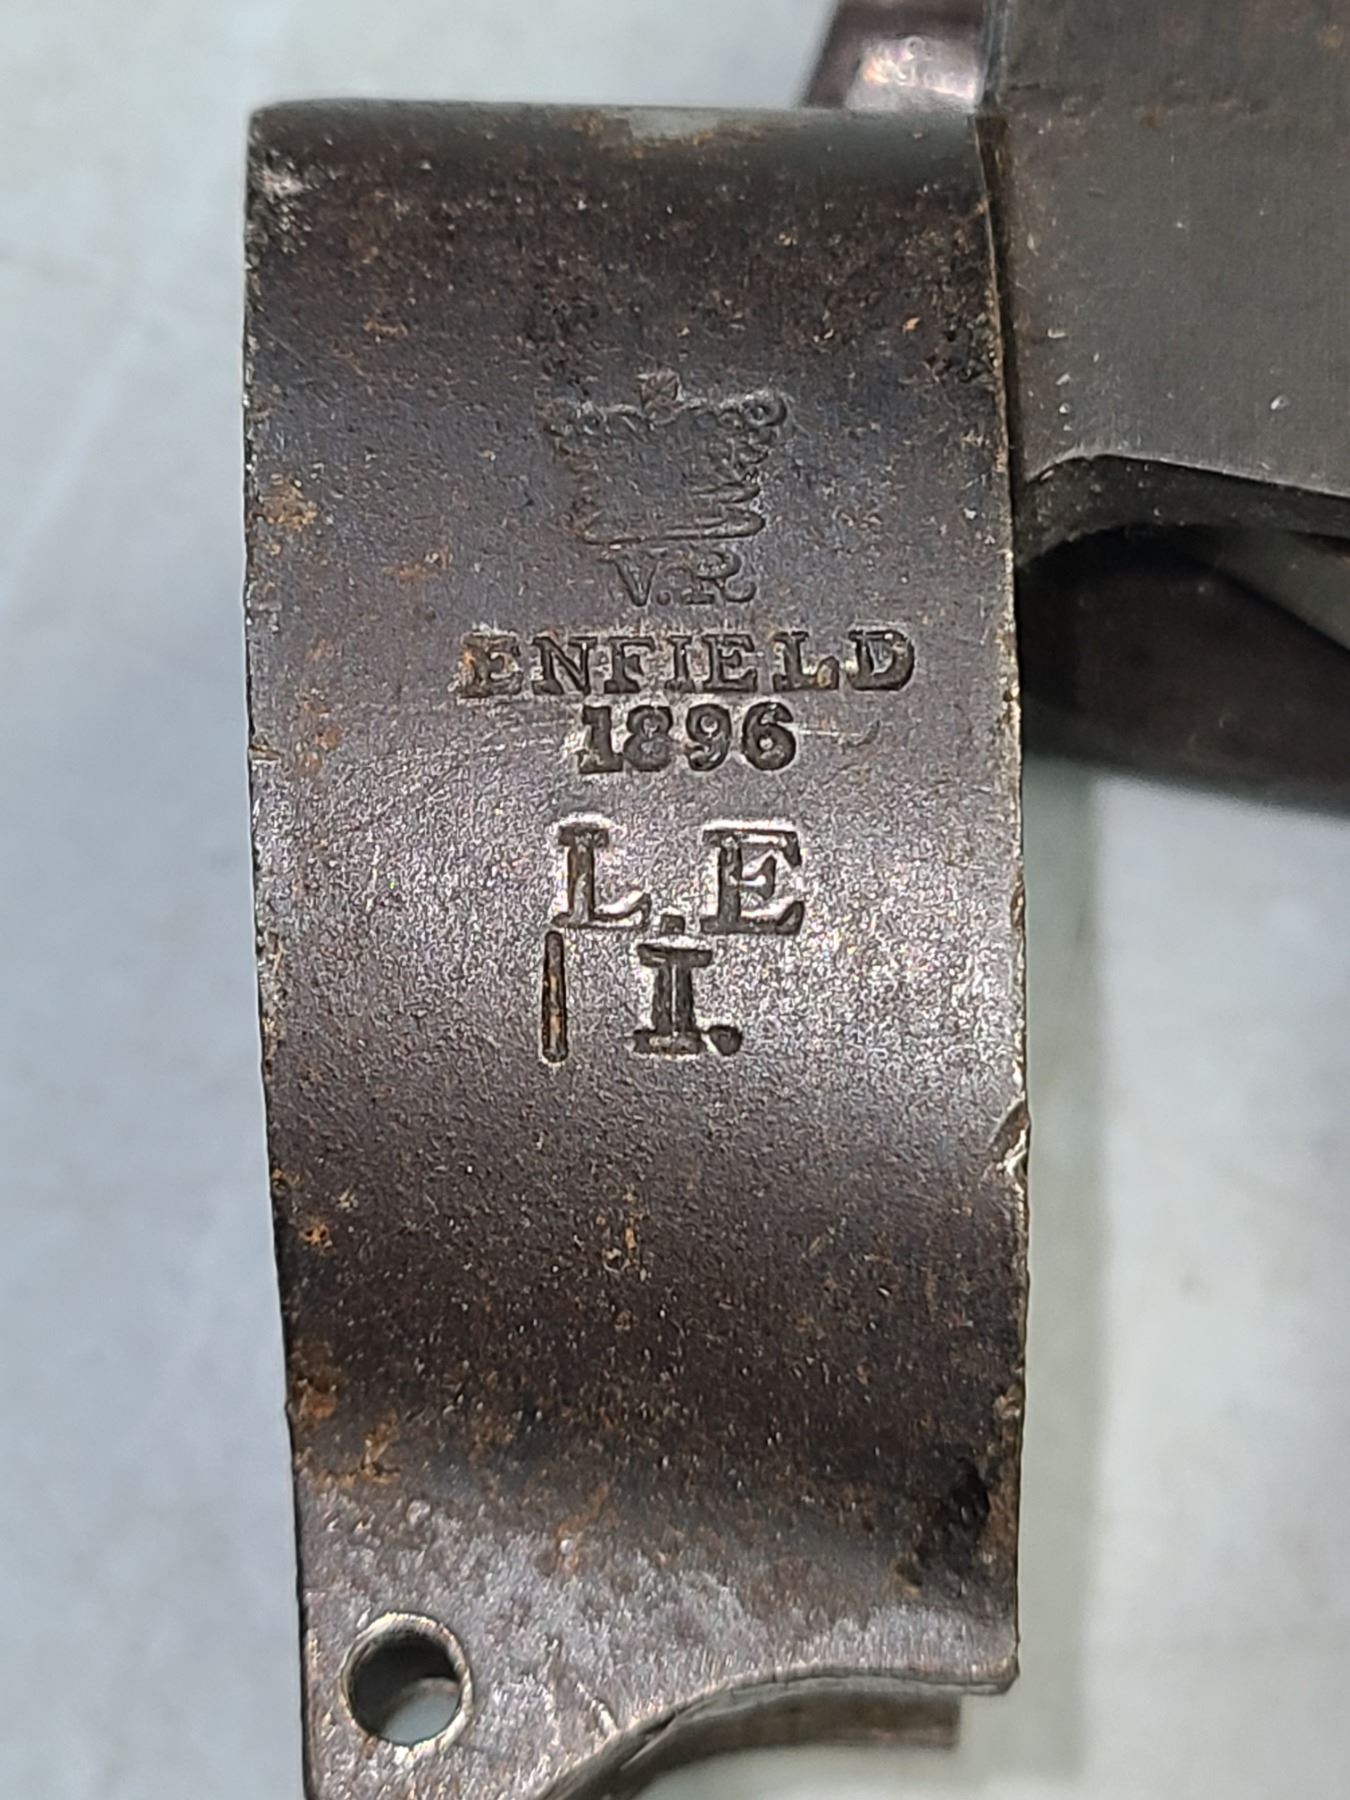 V.R
ENFIELD
1896
L.E
I I.